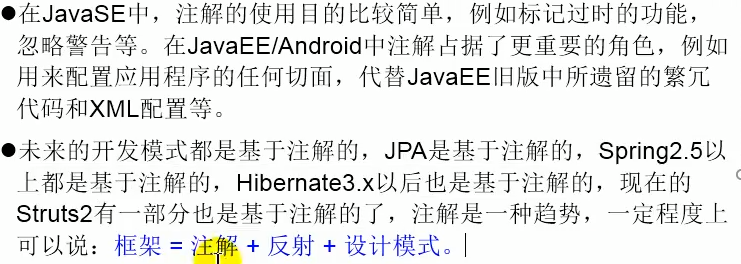 ●在JavaSE中，注解的使用目的比较简单，例如标记过时的功能，
忽略警告等。在JavaEE/Android中注解占据了更重要的角色，例如
用来配置应用程序的任何切面，代替JavaEE旧版中所遗留的繁冗
代码和XML配置等。
●未来的开发模式都是基于注解的，JPA是基于注解的，Spring2.5以
上都是基于注解的，Hibernate3.x以后也是基于注解的，现在的
Struts2有一部分也是基于注解的了，注解是一种趋势，一定程度上
可以说：框架 = 注解 + 反射 + 设计模式。